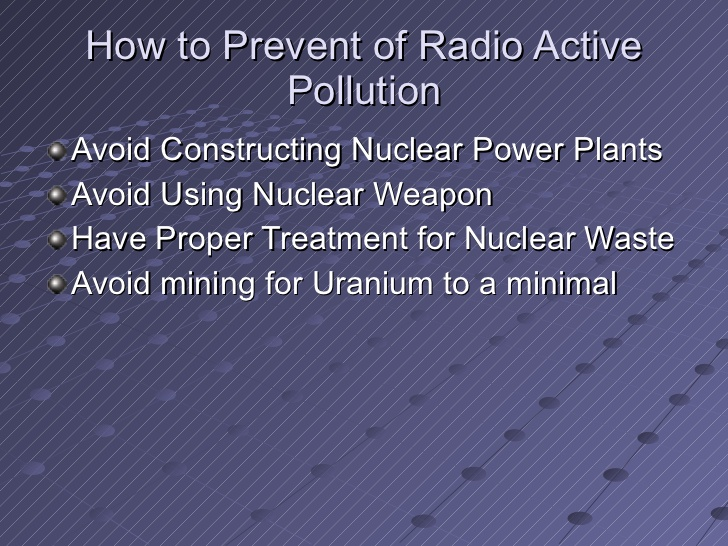 How to Prevent of Radio Active
Pollution
Avoid Constructing Nuclear Power Plants
Avoid Using Nuclear Weapon
Have Proper Treatment for Nuclear Waste
Avoid mining for Uranium to a minimal